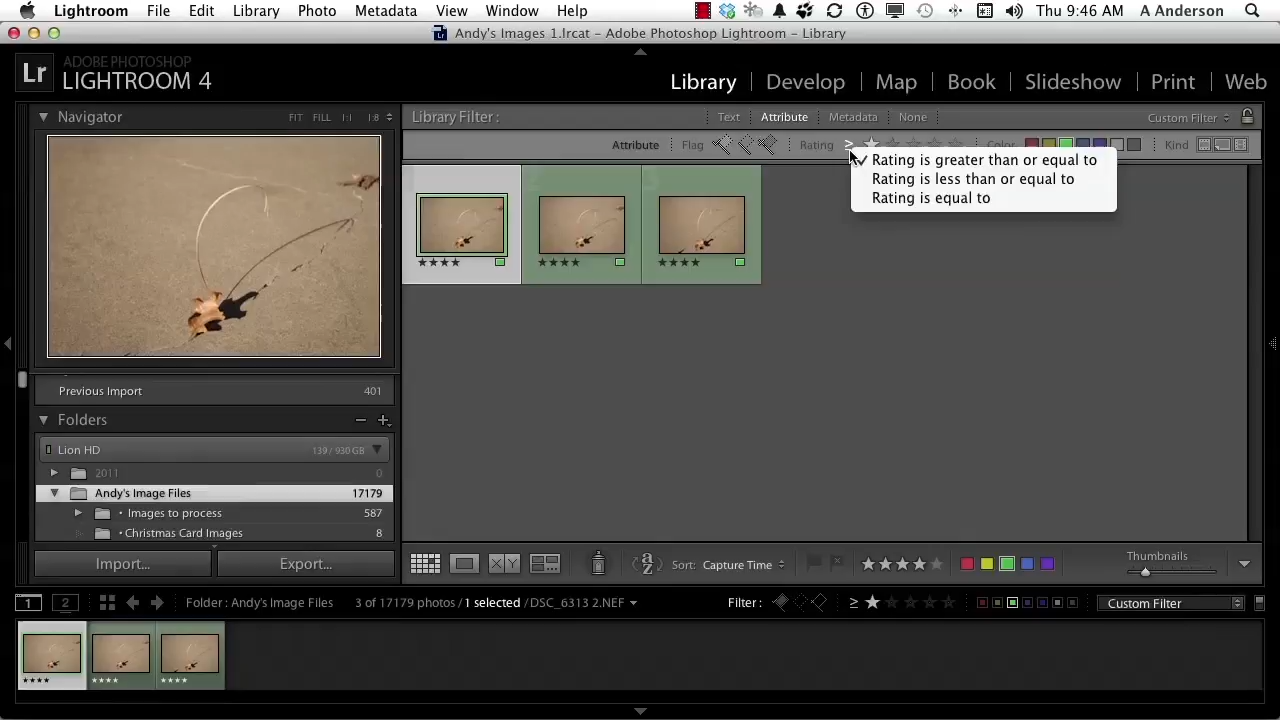 Lightroom File Edit Library Photo Metadata View Window Help Thu 9:46 AM A Anderson
Andy's Images 1.lrcat - Adobe Photoshop Lightroom - Library
Lr ADOBE PHOTOSHOP
LIGHTROOM 4
Library | Develop | Map | Book | Slideshow | Print | Web
Navigator FIT FILL 1:1 1:8
Library Filter : Text Attribute Metadata None Custom Filter
Attribute Flag Rating ≥ Color Kind
✓ Rating is greater than or equal to
Rating is less than or equal to
Rating is equal to
★★★★ ★★★★ ★★★★
Previous Import 401
Folders
Lion HD 139 / 930 GB
2011 0
Andy's Image Files 17179
• Images to process 587
• Christmas Card Images 8
Import... Export...
XY az Sort: Capture Time Thumbnails
1 2 Folder : Andy's Image Files 3 of 17179 photos / 1 selected / DSC_6313 2.NEF Filter : ≥ Custom Filter
★★★★ ★★★★ ★★★★